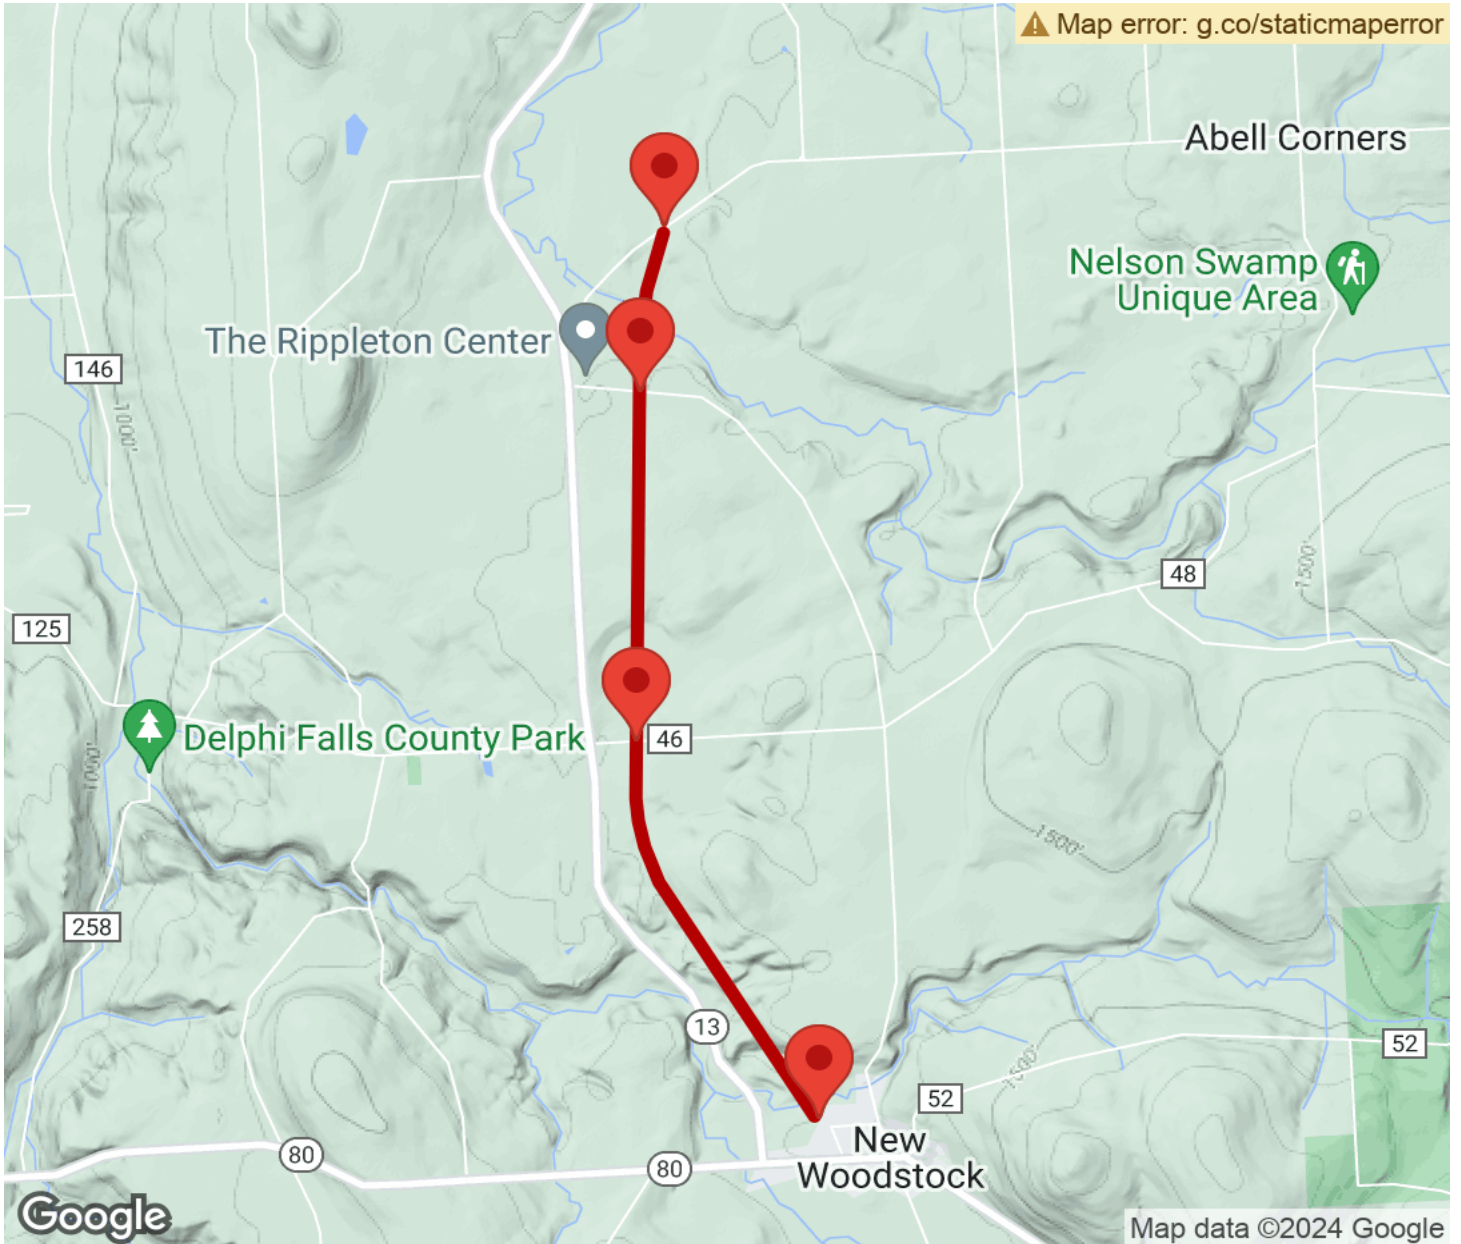 Map error: g.co/staticmaperror
Abell Corners
Nelson Swamp
Unique Area
The Rippleton Center
146
1000'
48
1500'
125
46
Delphi Falls County Park
1000'
1500'
258
13
52
1500'
52
New
Woodstock
80
80
Google
Map data ©2024 Google